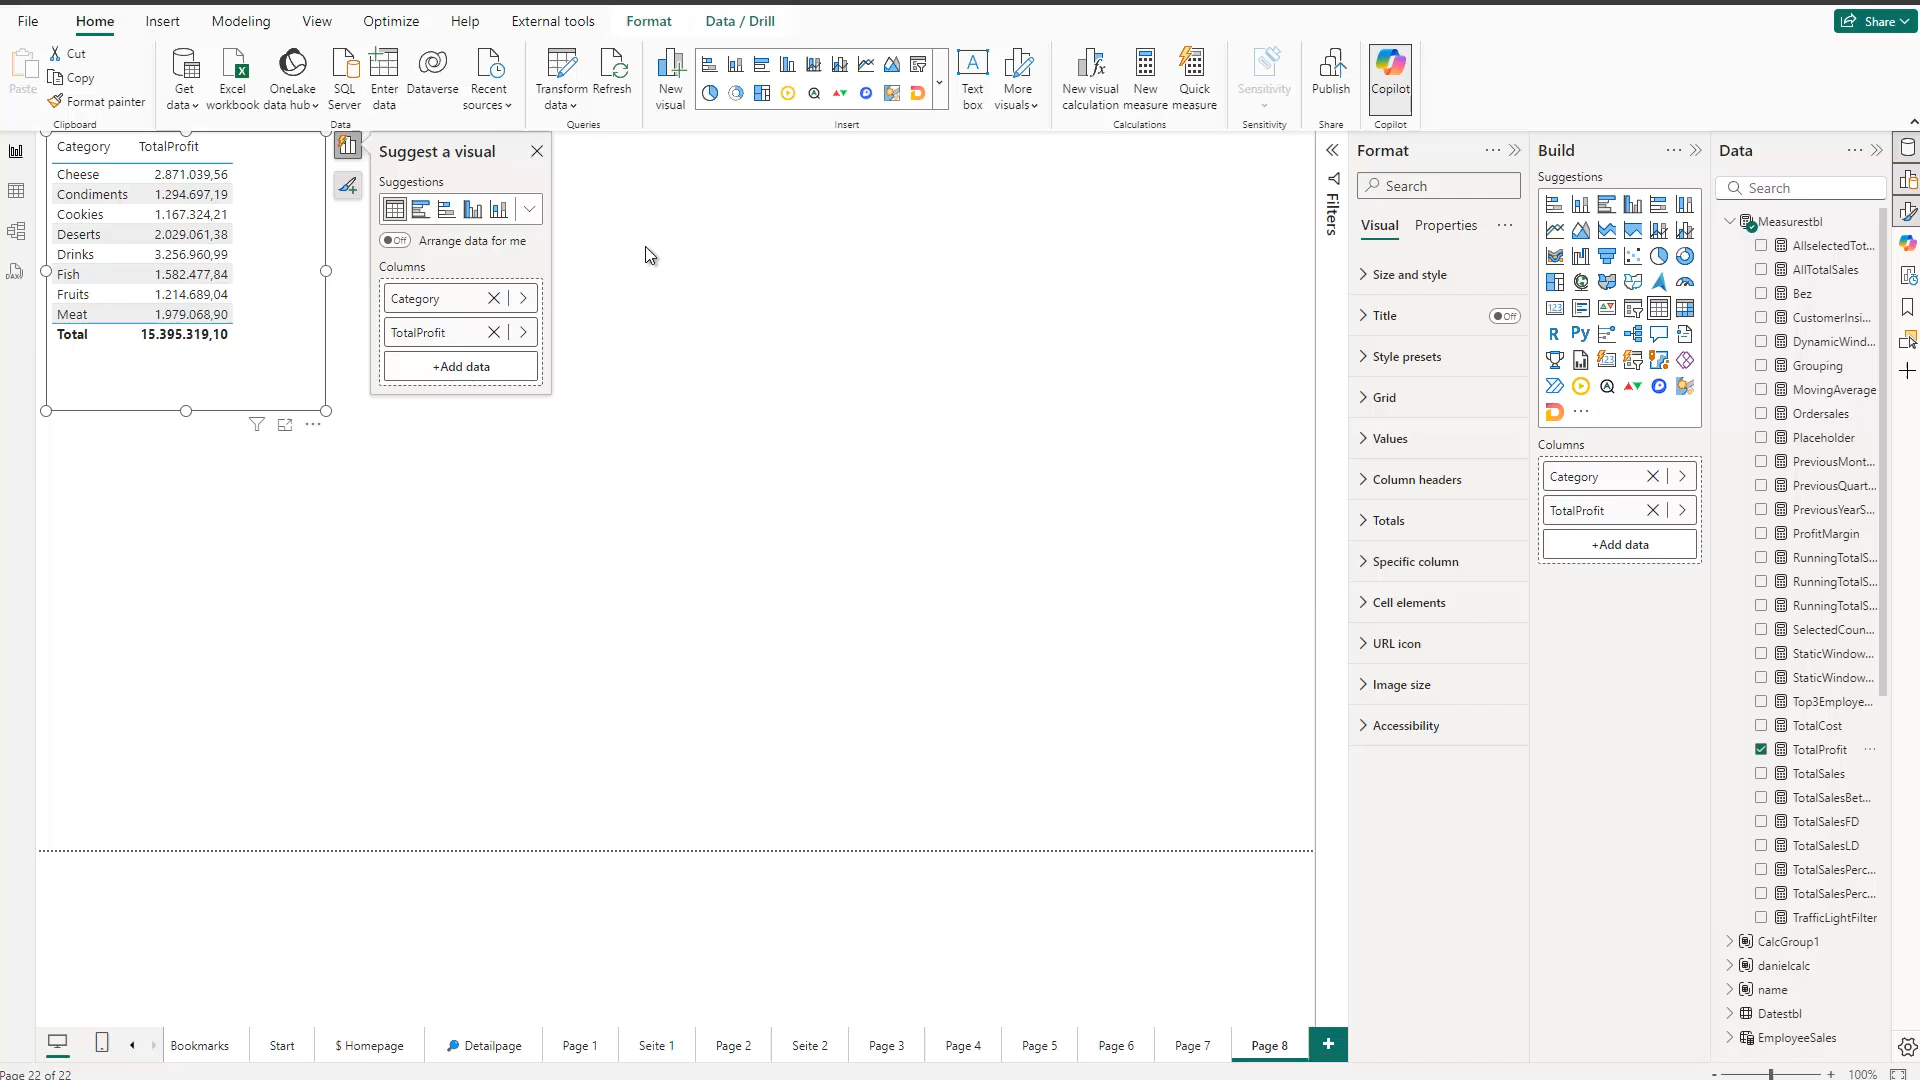 File Home Insert Modeling View Optimize Help External tools Format Data / Drill Share
Paste
Cut
Copy
Format painter
Clipboard
Get data
Excel workbook
OneLake data hub
SQL Server
Enter data
Dataverse
Recent sources
Data
Transform data
Refresh
Queries
New visual
Text box
More visuals
Insert
New visual calculation
New measure
Quick measure
Calculations
Sensitivity
Sensitivity
Publish
Share
Copilot
Copilot
Category TotalProfit
Cheese 2.871.039,56
Condiments 1.294.697,19
Cookies 1.167.324,21
Deserts 2.029.061,38
Drinks 3.256.960,99
Fish 1.582.477,84
Fruits 1.214.689,04
Meat 1.979.068,90
Total 15.395.319,10
Suggest a visual
Suggestions
Off Arrange data for me
Columns
Category
TotalProfit
+Add data
Filters
Format
Search
Visual Properties
Size and style
Title Off
Style presets
Grid
Values
Column headers
Totals
Specific column
Cell elements
URL icon
Image size
Accessibility
Build
Suggestions
R Py
Columns
Category
TotalProfit
+Add data
Data
Search
Measurestbl
AllselectedTot...
AllTotalSales
Bez
CustomerInsi...
DynamicWind...
Grouping
MovingAverage
Ordersales
Placeholder
PreviousMont...
PreviousQuart...
PreviousYearS...
ProfitMargin
RunningTotalS...
RunningTotalS...
RunningTotalS...
SelectedCoun...
StaticWindow...
StaticWindow...
Top3Employe...
TotalCost
TotalProfit
TotalSales
TotalSalesBet...
TotalSalesFD
TotalSalesLD
TotalSalesPerc...
TotalSalesPerc...
TrafficLightFilter
CalcGroup1
danielcalc
name
Datestbl
EmployeeSales
Bookmarks Start $ Homepage Detailpage Page 1 Seite 1 Page 2 Seite 2 Page 3 Page 4 Page 5 Page 6 Page 7 Page 8
Page 22 of 22
- + 100%